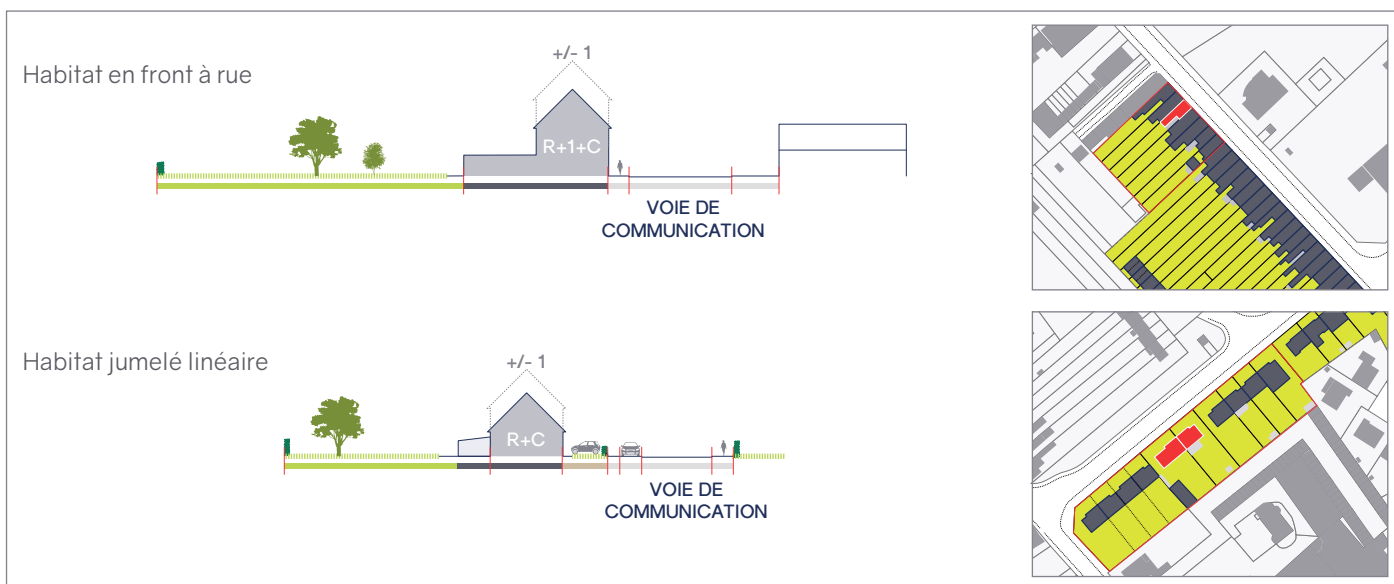 Habitat en front à rue
+/- 1
R+1+C
VOIE DE
COMMUNICATION
Habitat jumelé linéaire
+/- 1
R+C
VOIE DE
COMMUNICATION